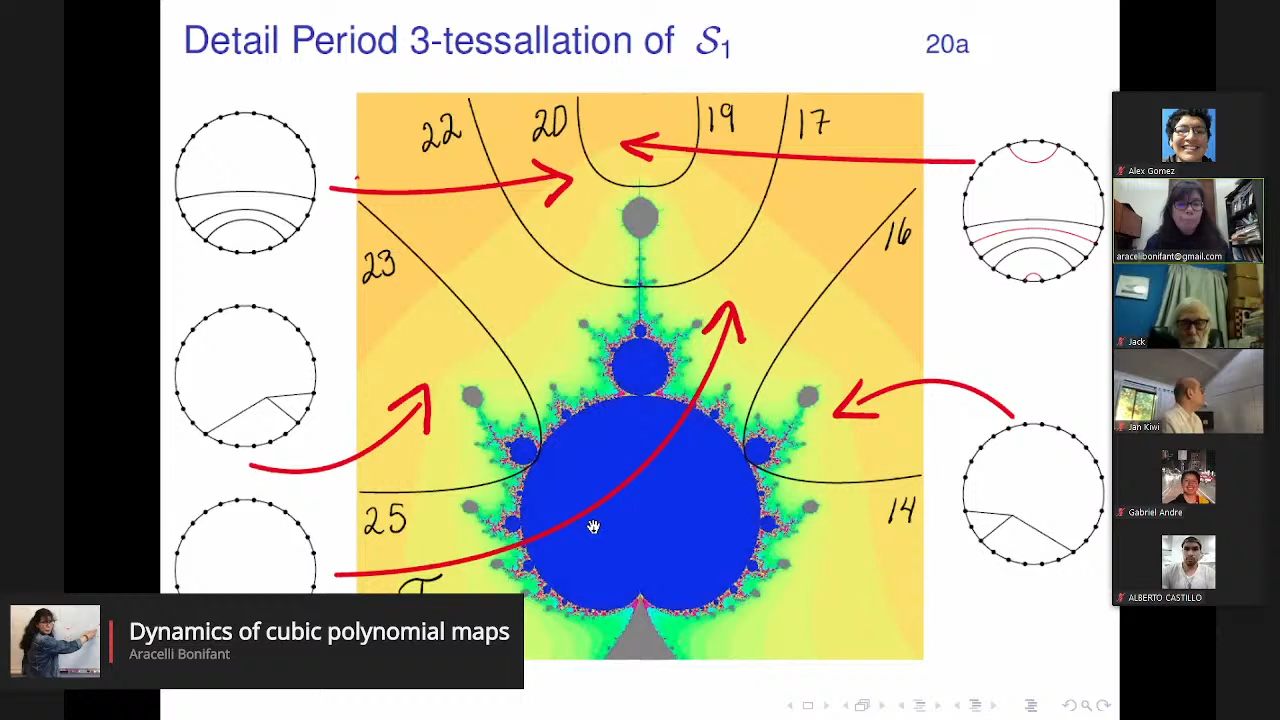 Detail Period 3-tessallation of S₁
20a
22
20
19
17
23
16
25
14
T
Dynamics of cubic polynomial maps
Aracelli Bonifant
Alex Gomez
aracelibonifant@gmail.com
Jack
Jan Kiwi
Gabriel Andre
ALBERTO CASTILLO